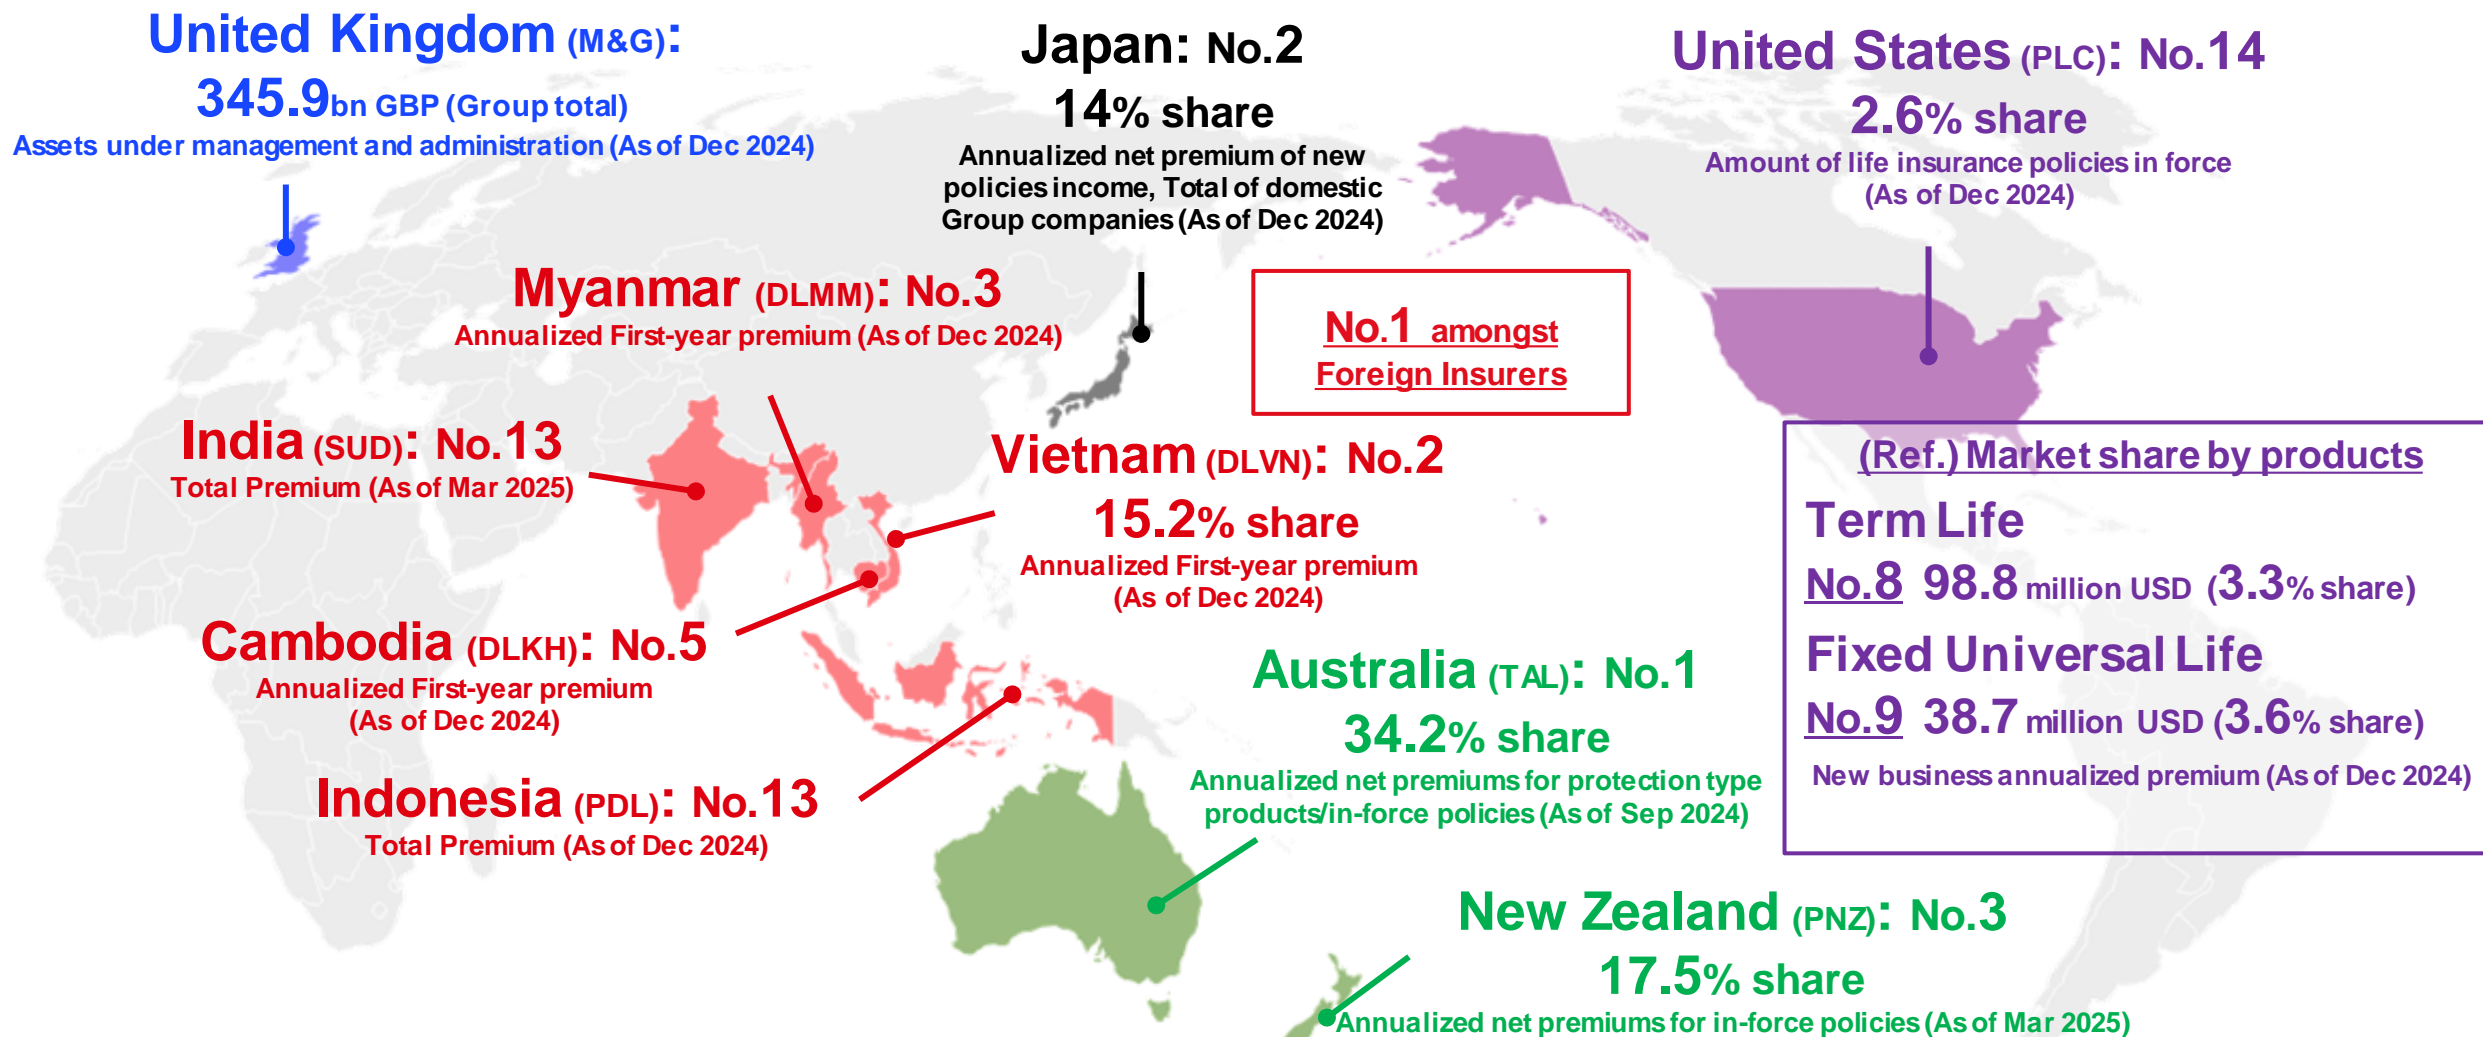 United Kingdom (M&G):
345.9bn GBP (Group total)
Assets under management and administration (As of Dec 2024)
Japan: No.2
14% share
Annualized net premium of new
policies income, Total of domestic
Group companies (As of Dec 2024)
United States (PLC): No.14
2.6% share
Amount of life insurance policies in force
(As of Dec 2024)
Myanmar (DLMM): No.3
Annualized First-year premium (As of Dec 2024)
No.1 amongst
Foreign Insurers
India (SUD): No.13
Total Premium (As of Mar 2025)
Vietnam (DLVN): No.2
15.2% share
Annualized First-year premium
(As of Dec 2024)
(Ref.) Market share by products
Term Life
No.8 98.8 million USD (3.3% share)
Fixed Universal Life
No.9 38.7 million USD (3.6% share)
New business annualized premium (As of Dec 2024)
Cambodia (DLKH): No.5
Annualized First-year premium
(As of Dec 2024)
Australia (TAL): No.1
34.2% share
Annualized net premiums for protection type
products/in-force policies (As of Sep 2024)
Indonesia (PDL): No.13
Total Premium (As of Dec 2024)
New Zealand (PNZ): No.3
17.5% share
Annualized net premiums for in-force policies (As of Mar 2025)